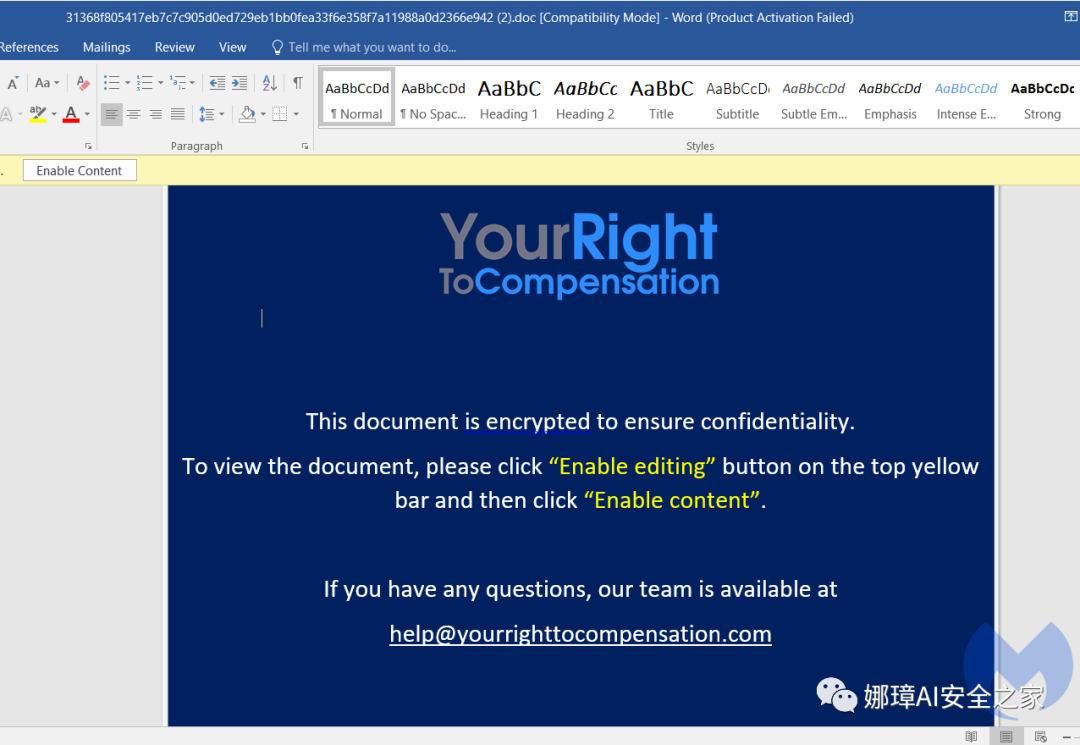 31368f805417eb7c7c905d0ed729eb1bb0fea33f6e358f7a11988a0d2366e942 (2).doc [Compatibility Mode] - Word (Product Activation Failed)
References Mailings Review View Tell me what you want to do...
Aa
AaBbCcDd AaBbCcDd AaBbC AaBbCc AaBbC AaBbCcD AaBbCcDd AaBbCcDd AaBbCcDd AaBbCcDc
¶ Normal ¶ No Spac... Heading 1 Heading 2 Title Subtitle Subtle Em... Emphasis Intense E... Strong
Paragraph Styles
Enable Content
YourRight
ToCompensation
This document is encrypted to ensure confidentiality.
To view the document, please click “Enable editing” button on the top yellow
bar and then click “Enable content”.
If you have any questions, our team is available at
help@yourrighttocompensation.com
娜璋AI安全之家